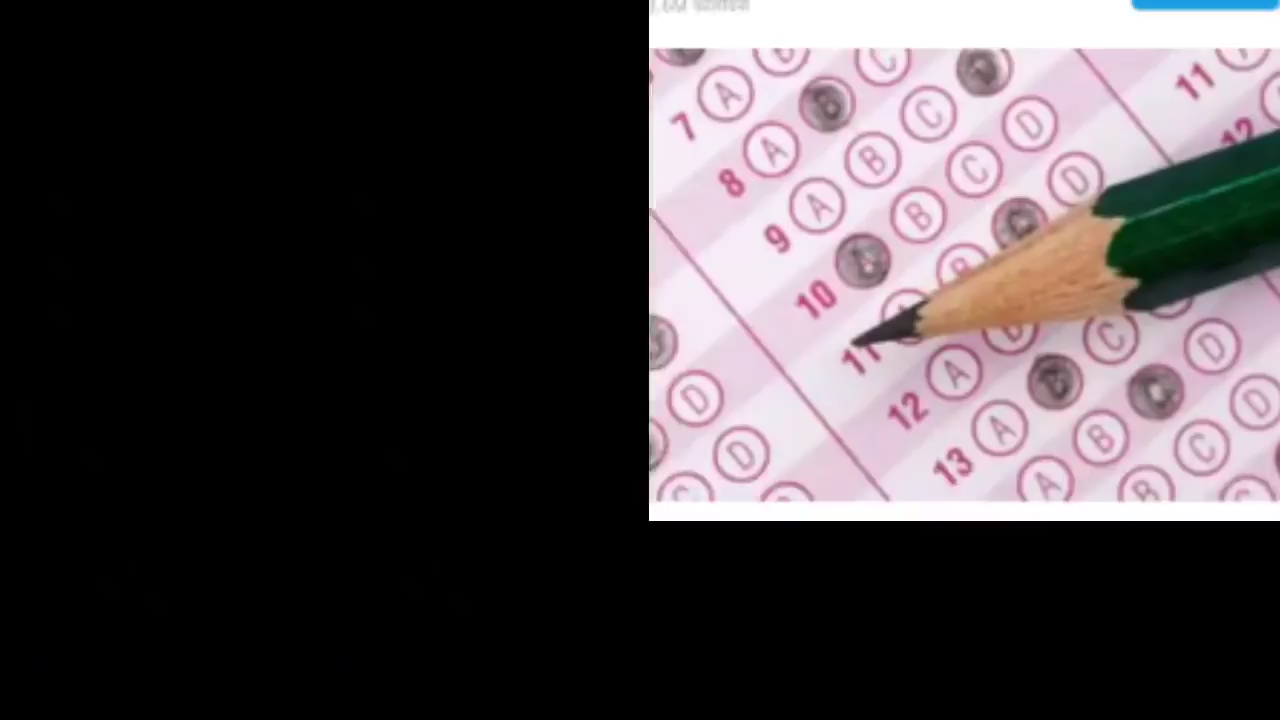 7 A B
8 A B C
9 A B C D
10 A B C D
11 A B C D
12 A B
13 A B C
A B C D
B C D
C
D
C D
11 A
12